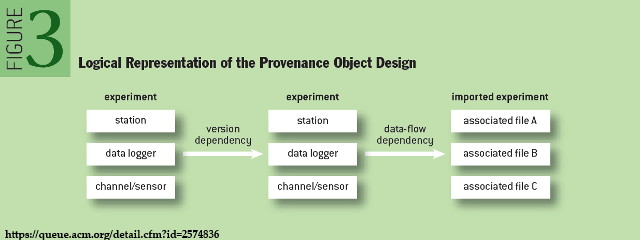 FIGURE 3
Logical Representation of the Provenance Object Design
experiment
station
data logger
channel/sensor
version
dependency
experiment
station
data logger
channel/sensor
data-flow
dependency
imported experiment
associated file A
associated file B
associated file C
https://queue.acm.org/detail.cfm?id=2574836